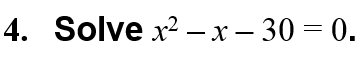 4. Solve x² – x – 30 = 0.